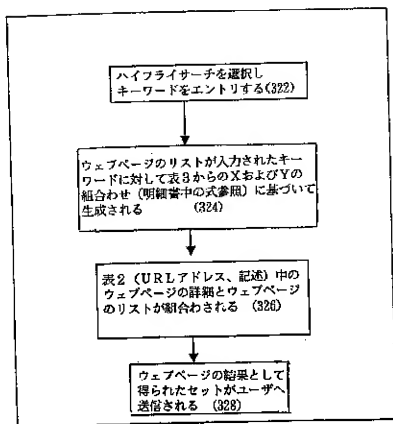 ハイフライサーチを選択し
キーワードをエントリする(322)
ウェブページのリストが入力されたキー
ワードに対して表3からのXおよびYの
組合わせ(明細書中の式参照)に基づいて
生成される (324)
表2(URLアドレス、記述)中の
ウェブページの詳細とウェブページ
のリストが組合わされる (326)
ウェブページの結果として
得られたセットがユーザへ
送信される (328)